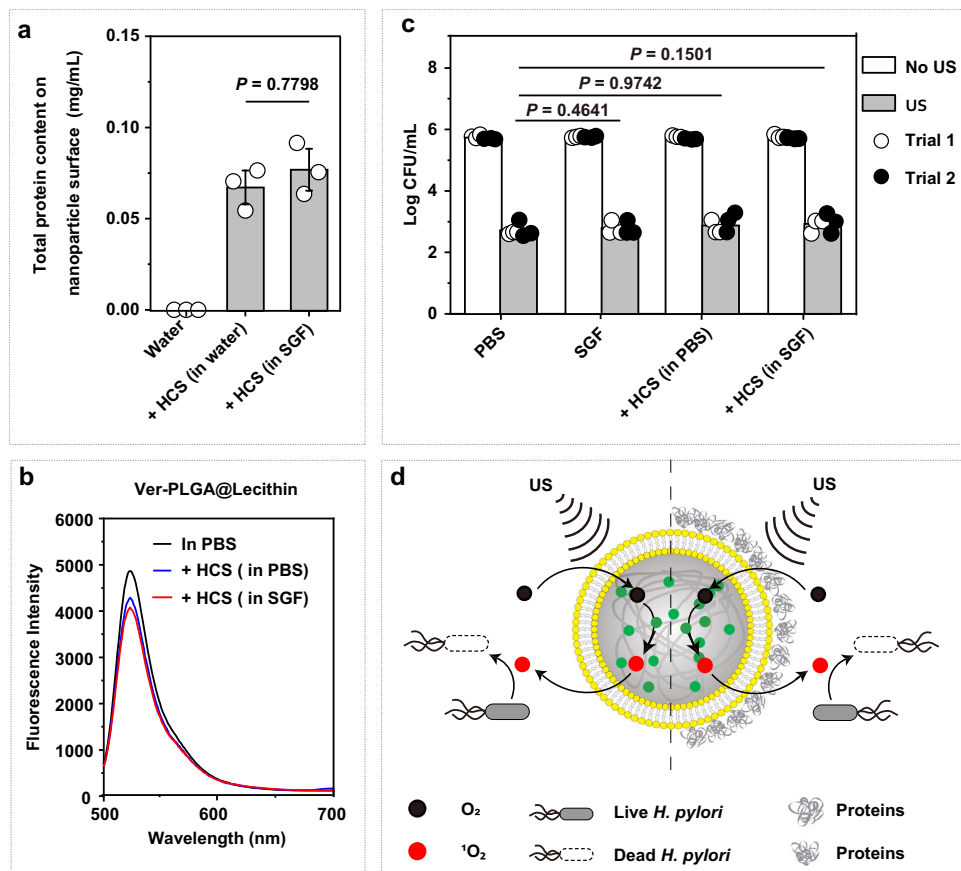 a
Total protein content on
nanoparticle surface (mg/mL)
0.15
0.10
0.05
0.00
P = 0.7798
Water
+ HCS (in water)
+ HCS (in SGF)
c
Log CFU/mL
8
6
4
2
0
P = 0.1501
P = 0.9742
P = 0.4641
No US
US
Trial 1
Trial 2
PBS
SGF
+ HCS (in PBS)
+ HCS (in SGF)
b
Ver-PLGA@Lecithin
Fluorescence Intensity
6000
5000
4000
3000
2000
1000
0
In PBS
+ HCS ( in PBS)
+ HCS ( in SGF)
500
600
700
Wavelength (nm)
d
US
US
O₂
Live H. pylori
Proteins
¹O₂
Dead H. pylori
Proteins